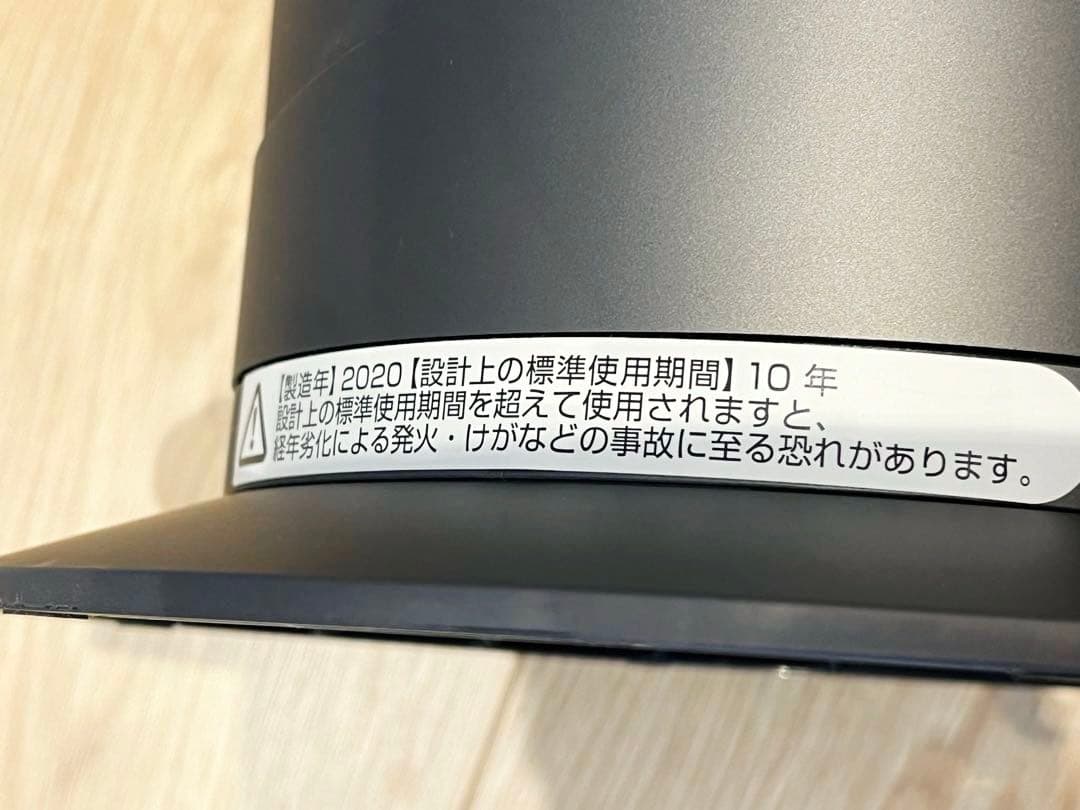 【製造年】2020【設計上の標準使用期間】10 年
設計上の標準使用期間を超えて使用されますと、
経年劣化による発火・けがなどの事故に至る恐れがあります。